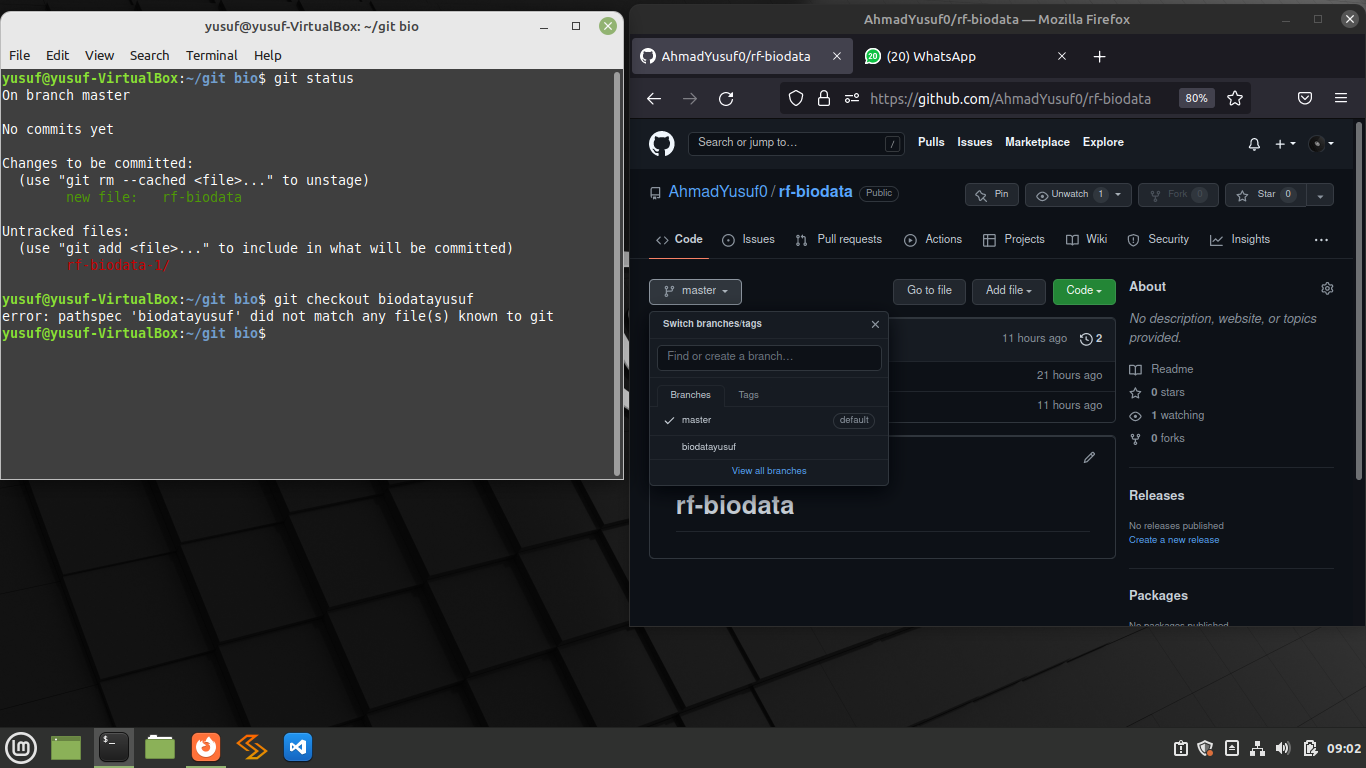 yusuf@yusuf-VirtualBox: ~/git bio
File Edit View Search Terminal Help
yusuf@yusuf-VirtualBox:~/git bio$ git status
On branch master
No commits yet
Changes to be committed:
(use "git rm --cached <file>..." to unstage)
new file: rf-biodata
Untracked files:
(use "git add <file>..." to include in what will be committed)
rf-biodata-1/
yusuf@yusuf-VirtualBox:~/git bio$ git checkout biodatayusuf
error: pathspec 'biodatayusuf' did not match any file(s) known to git
yusuf@yusuf-VirtualBox:~/git bio$
AhmadYusuf0/rf-biodata — Mozilla Firefox
AhmadYusuf0/rf-biodata
20 (20) WhatsApp
https://github.com/AhmadYusuf0/rf-biodata 80%
Search or jump to… / Pulls Issues Marketplace Explore
AhmadYusuf0 / rf-biodata Public
Pin Unwatch 1 Fork 0 Star 0
Code Issues Pull requests Actions Projects Wiki Security Insights
master Go to file Add file Code
Switch branches/tags
Find or create a branch…
Branches Tags
master default
biodatayusuf
View all branches
11 hours ago 2
21 hours ago
11 hours ago
rf-biodata
About
No description, website, or topics
provided.
Readme
0 stars
1 watching
0 forks
Releases
No releases published
Create a new release
Packages
No packages published
$_
09:02